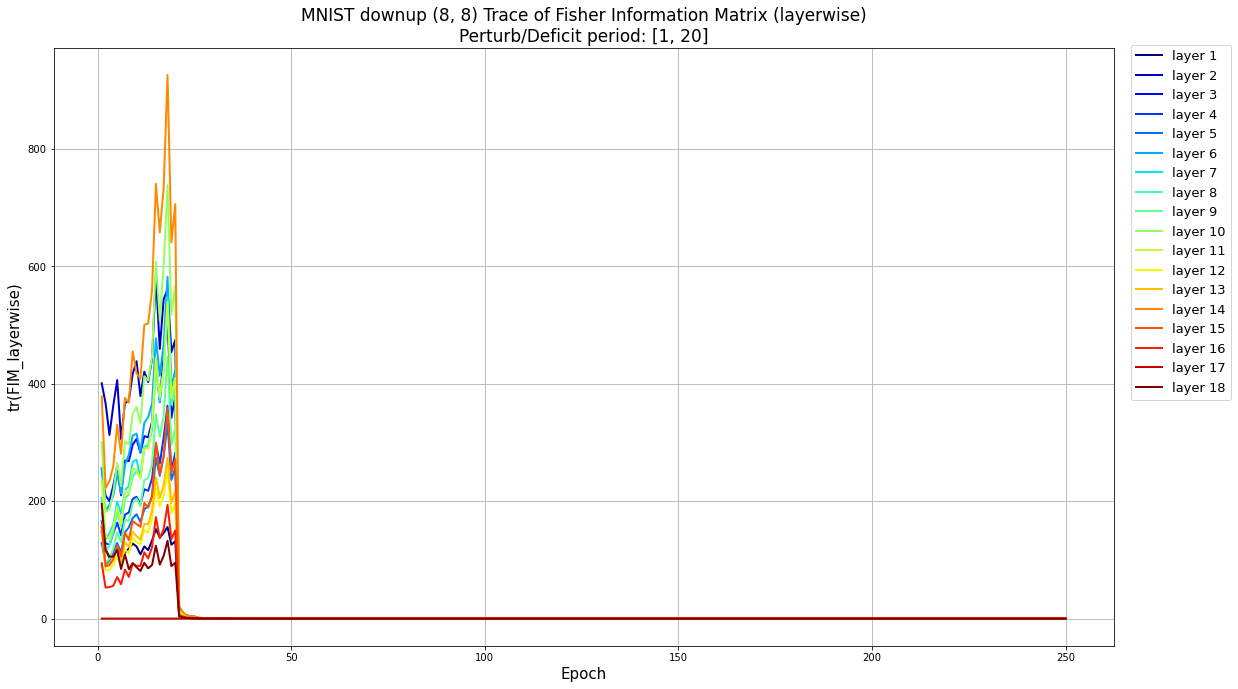 MNIST downup (8, 8) Trace of Fisher Information Matrix (layerwise)
Perturb/Deficit period: [1, 20]
tr(FIM_layerwise)
800
600
400
200
0
0
50
100
150
200
250
Epoch
layer 1
layer 2
layer 3
layer 4
layer 5
layer 6
layer 7
layer 8
layer 9
layer 10
layer 11
layer 12
layer 13
layer 14
layer 15
layer 16
layer 17
layer 18